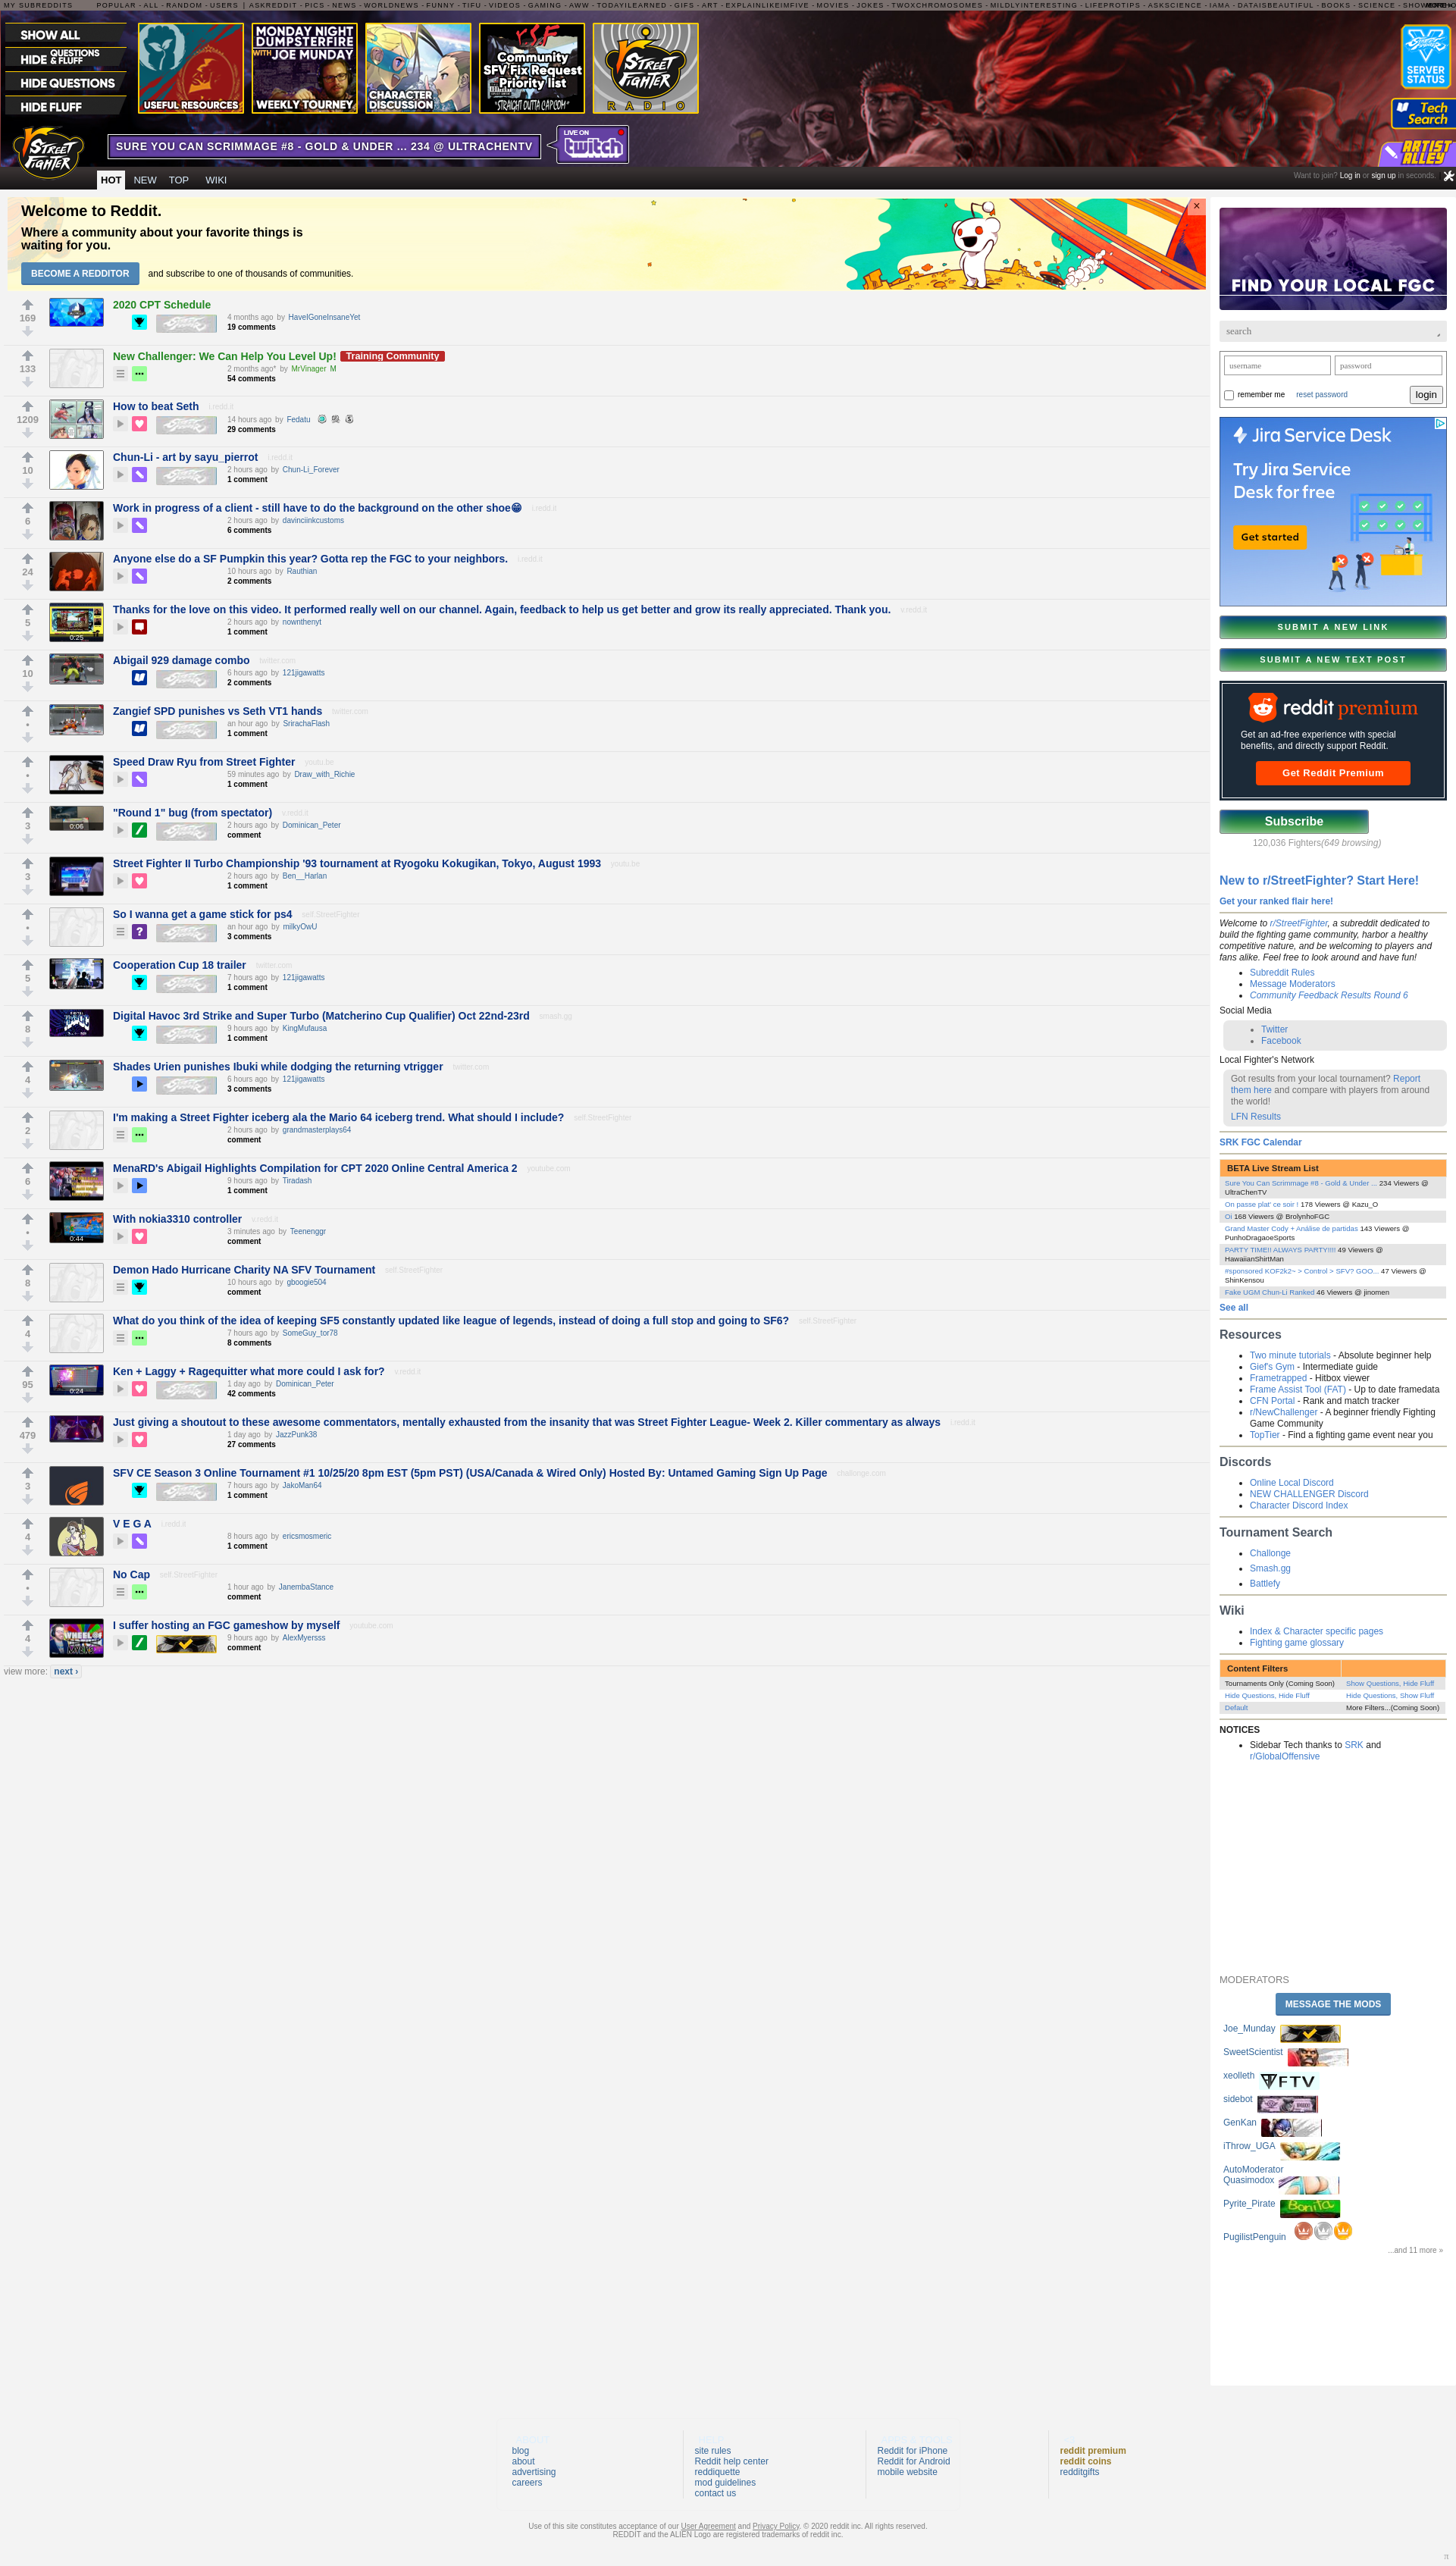 MY SUBREDDITS POPULAR - ALL - RANDOM - USERS | ASKREDDIT - PICS - NEWS - WORLDNEWS - FUNNY - TIFU - VIDEOS - GAMING - AWW - TODAYILEARNED - GIFS - ART - EXPLAINLIKEIMFIVE - MOVIES - JOKES - TWOXCHROMOSOMES - MILDLYINTERESTING - LIFEPROTIPS - ASKSCIENCE - IAMA - DATAISBEAUTIFUL - BOOKS - SCIENCE -
SHOW ALL
HIDE QUESTIONS & FLUFF
HIDE QUESTIONS
HIDE FLUFF
USEFUL RESOURCES
MONDAY NIGHT DUMPSTERFIRE WITH JOE MUNDAY
WEEKLY TOURNEY
CHARACTER DISCUSSION
r/SF Community SFV Fix Request Priority list
"STRAIGHT OUTTA CAPCOM"
STREET FIGHTER
RADIO
SERVER STATUS
Tech Search
ARTIST ALLEY
STREET FIGHTER
SURE YOU CAN SCRIMMAGE #8 - GOLD & UNDER ... 234 @ ULTRACHENTV
LIVE ON twitch
HOT NEW TOP WIKI
Want to join? Log in or sign up in seconds.
Welcome to Reddit.
Where a community about your favorite things is
waiting for you.
BECOME A REDDITOR and subscribe to one of thousands of communities.
×
169
2020 CPT Schedule
4 months ago by HavelGoneInsaneYet
19 comments
133
New Challenger: We Can Help You Level Up! Training Community
2 months ago* by MrVinager M
54 comments
1209
How to beat Seth i.redd.it
14 hours ago by Fedatu
29 comments
10
Chun-Li - art by sayu_pierrot i.redd.it
2 hours ago by Chun-Li_Forever
1 comment
6
Work in progress of a client - still have to do the background on the other shoe😁 i.redd.it
2 hours ago by davinciinkcustoms
6 comments
24
Anyone else do a SF Pumpkin this year? Gotta rep the FGC to your neighbors. i.redd.it
10 hours ago by Rauthian
2 comments
5
0:25
Thanks for the love on this video. It performed really well on our channel. Again, feedback to help us get better and grow its really appreciated. Thank you. v.redd.it
2 hours ago by nownthenyt
1 comment
10
Abigail 929 damage combo twitter.com
6 hours ago by 121jigawatts
2 comments
•
Zangief SPD punishes vs Seth VT1 hands twitter.com
an hour ago by SrirachaFlash
1 comment
•
Speed Draw Ryu from Street Fighter youtu.be
59 minutes ago by Draw_with_Richie
1 comment
3
0:06
"Round 1" bug (from spectator) v.redd.it
2 hours ago by Dominican_Peter
comment
3
Street Fighter II Turbo Championship '93 tournament at Ryogoku Kokugikan, Tokyo, August 1993 youtu.be
2 hours ago by Ben__Harlan
1 comment
•
So I wanna get a game stick for ps4 self.StreetFighter
an hour ago by milkyOwU
3 comments
5
Cooperation Cup 18 trailer twitter.com
7 hours ago by 121jigawatts
1 comment
8
Digital Havoc 3rd Strike and Super Turbo (Matcherino Cup Qualifier) Oct 22nd-23rd smash.gg
9 hours ago by KingMufausa
1 comment
4
Shades Urien punishes Ibuki while dodging the returning vtrigger twitter.com
6 hours ago by 121jigawatts
3 comments
2
I'm making a Street Fighter iceberg ala the Mario 64 iceberg trend. What should I include? self.StreetFighter
2 hours ago by grandmasterplays64
comment
6
MenaRD's Abigail Highlights Compilation for CPT 2020 Online Central America 2 youtube.com
9 hours ago by Tiradash
1 comment
•
0:44
With nokia3310 controller v.redd.it
3 minutes ago by Teenenggr
comment
8
Demon Hado Hurricane Charity NA SFV Tournament self.StreetFighter
10 hours ago by gboogie504
comment
4
What do you think of the idea of keeping SF5 constantly updated like league of legends, instead of doing a full stop and going to SF6? self.StreetFighter
7 hours ago by SomeGuy_tor78
8 comments
95
0:24
Ken + Laggy + Ragequitter what more could I ask for? v.redd.it
1 day ago by Dominican_Peter
42 comments
479
Just giving a shoutout to these awesome commentators, mentally exhausted from the insanity that was Street Fighter League- Week 2. Killer commentary as always i.redd.it
1 day ago by JazzPunk38
27 comments
3
SFV CE Season 3 Online Tournament #1 10/25/20 8pm EST (5pm PST) (USA/Canada & Wired Only) Hosted By: Untamed Gaming Sign Up Page challonge.com
7 hours ago by JakoMan64
1 comment
4
V E G A i.redd.it
8 hours ago by ericsmosmeric
1 comment
•
No Cap self.StreetFighter
1 hour ago by JanembaStance
comment
4
I suffer hosting an FGC gameshow by myself youtube.com
9 hours ago by AlexMyersss
comment
view more: next ›
FIND YOUR LOCAL FGC
search
username password
remember me reset password login
Jira Service Desk
Try Jira Service
Desk for free
Get started
SUBMIT A NEW LINK
SUBMIT A NEW TEXT POST
reddit premium
Get an ad-free experience with special
benefits, and directly support Reddit.
Get Reddit Premium
Subscribe
120,036 Fighters(649 browsing)
New to r/StreetFighter? Start Here!
Get your ranked flair here!
Welcome to r/StreetFighter, a subreddit dedicated to
build the fighting game community, harbor a healthy
competitive nature, and be welcoming to players and
fans alike. Feel free to look around and have fun!
Subreddit Rules
Message Moderators
Community Feedback Results Round 6
Social Media
Twitter
Facebook
Local Fighter's Network
Got results from your local tournament? Report
them here and compare with players from around
the world!
LFN Results
SRK FGC Calendar
BETA Live Stream List
Sure You Can Scrimmage #8 - Gold & Under ... 234 Viewers @
UltraChenTV
On passe plat' ce soir ! 178 Viewers @ Kazu_O
Oi 168 Viewers @ BrolynhoFGC
Grand Master Cody + Análise de partidas 143 Viewers @
PunhoDragaoeSports
PARTY TIME!! ALWAYS PARTY!!!! 49 Viewers @
HawaiianShirtMan
#sponsored KOF2k2~ > Control > SFV? GOO... 47 Viewers @
ShinKensou
Fake UGM Chun-Li Ranked 46 Viewers @ jinomen
See all
Resources
Two minute tutorials - Absolute beginner help
Gief's Gym - Intermediate guide
Frametrapped - Hitbox viewer
Frame Assist Tool (FAT) - Up to date framedata
CFN Portal - Rank and match tracker
r/NewChallenger - A beginner friendly Fighting
Game Community
TopTier - Find a fighting game event near you
Discords
Online Local Discord
NEW CHALLENGER Discord
Character Discord Index
Tournament Search
Challonge
Smash.gg
Battlefy
Wiki
Index & Character specific pages
Fighting game glossary
Content Filters
Tournaments Only (Coming Soon) Show Questions, Hide Fluff
Hide Questions, Hide Fluff Hide Questions, Show Fluff
Default More Filters...(Coming Soon)
NOTICES
Sidebar Tech thanks to SRK and
r/GlobalOffensive
MODERATORS
MESSAGE THE MODS
Joe_Munday
SweetScientist
xeolleth FTV
sidebot
GenKan
iThrow_UGA
AutoModerator
Quasimodox
Pyrite_Pirate Bonita
PugilistPenguin
...and 11 more »
blog
about
advertising
careers
site rules
Reddit help center
reddiquette
mod guidelines
contact us
Reddit for iPhone
Reddit for Android
mobile website
reddit premium
reddit coins
redditgifts
Use of this site constitutes acceptance of our User Agreement and Privacy Policy. © 2020 reddit inc. All rights reserved.
REDDIT and the ALIEN Logo are registered trademarks of reddit inc.
π